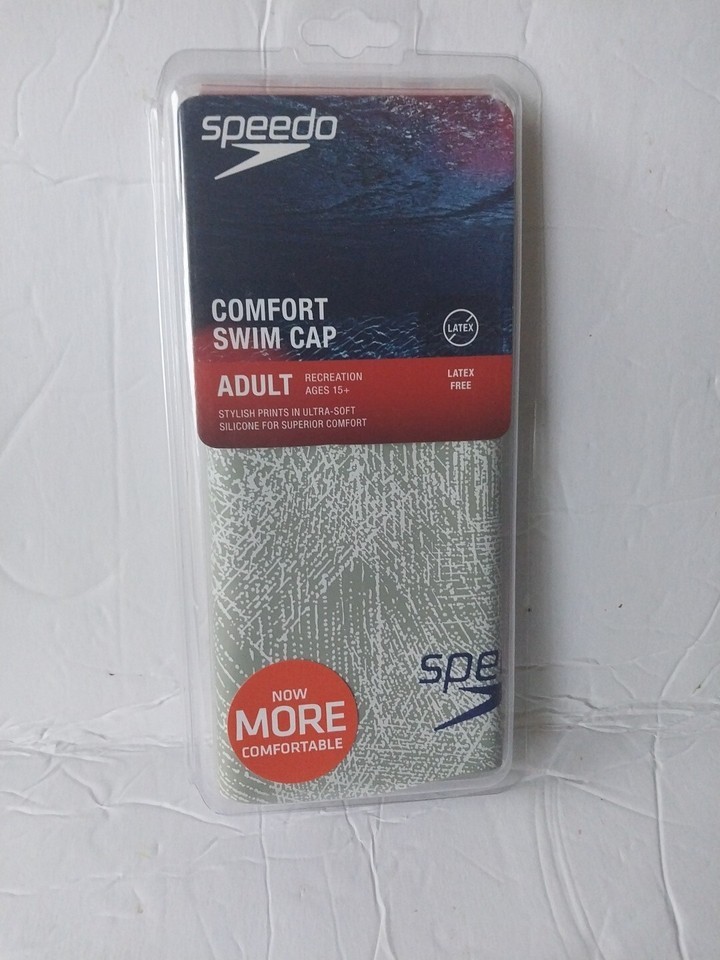 speedo
COMFORT
SWIM CAP
LATEX
ADULT
RECREATION
AGES 15+
LATEX
FREE
STYLISH PRINTS IN ULTRA-SOFT
SILICONE FOR SUPERIOR COMFORT
spe
NOW
MORE
COMFORTABLE